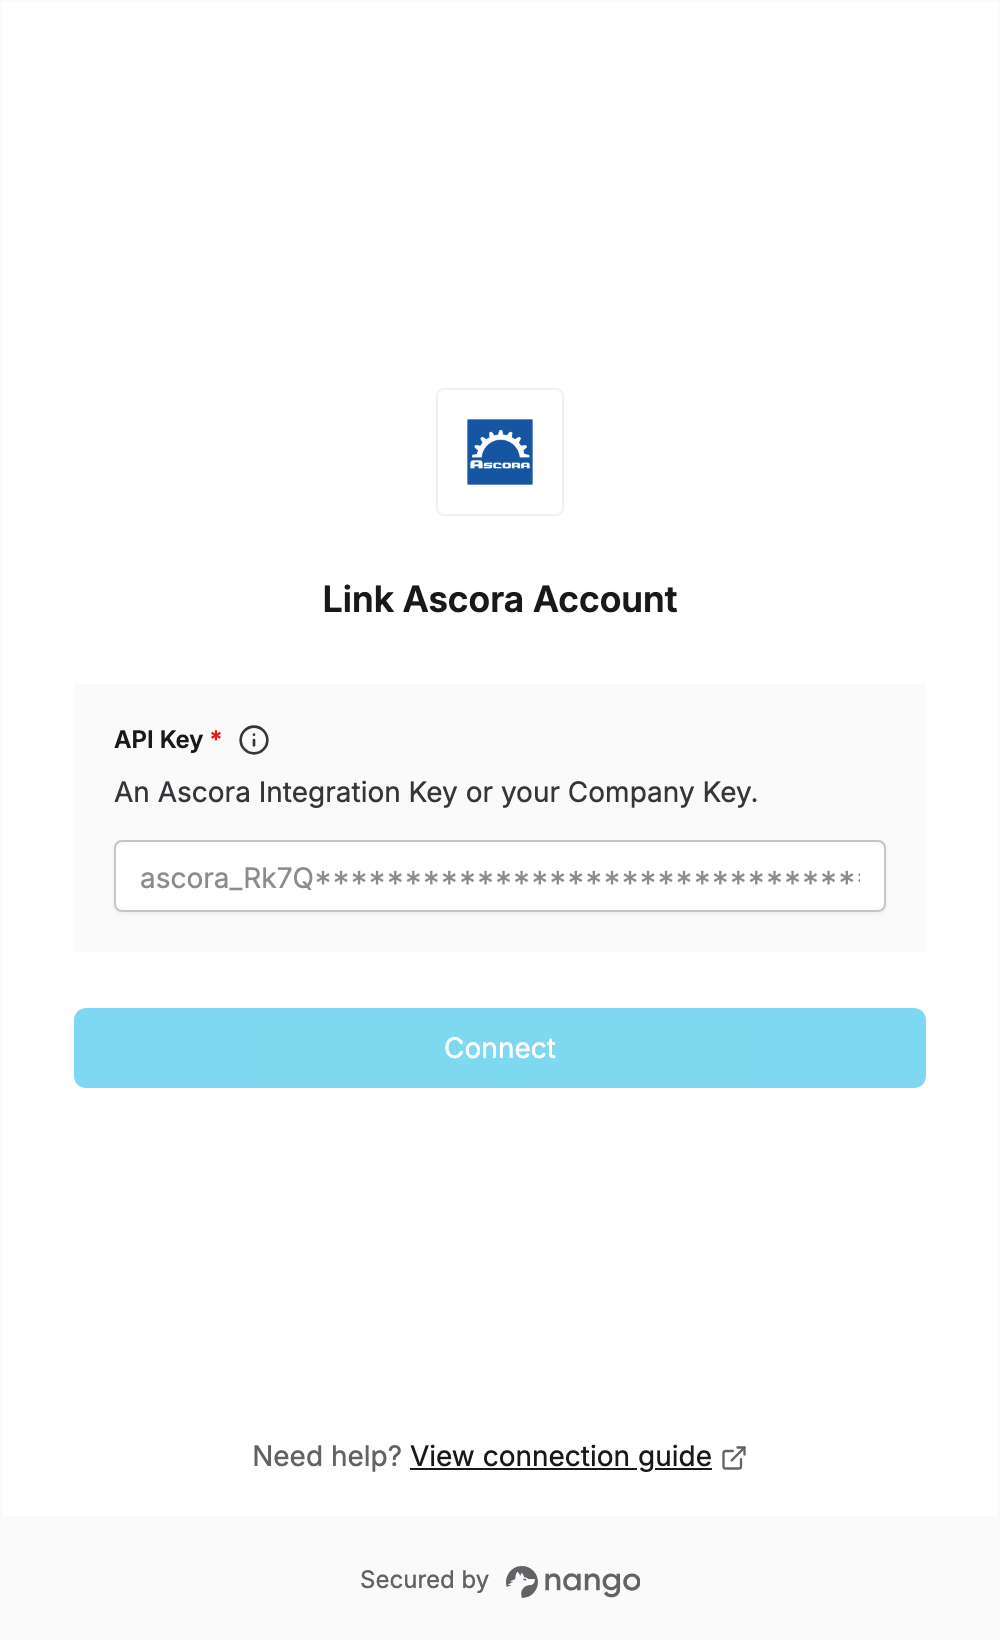 ASCORA
Link Ascora Account
API Key *
An Ascora Integration Key or your Company Key.
ascora_Rk7Q******************************
Connect
Need help? View connection guide
Secured by nango